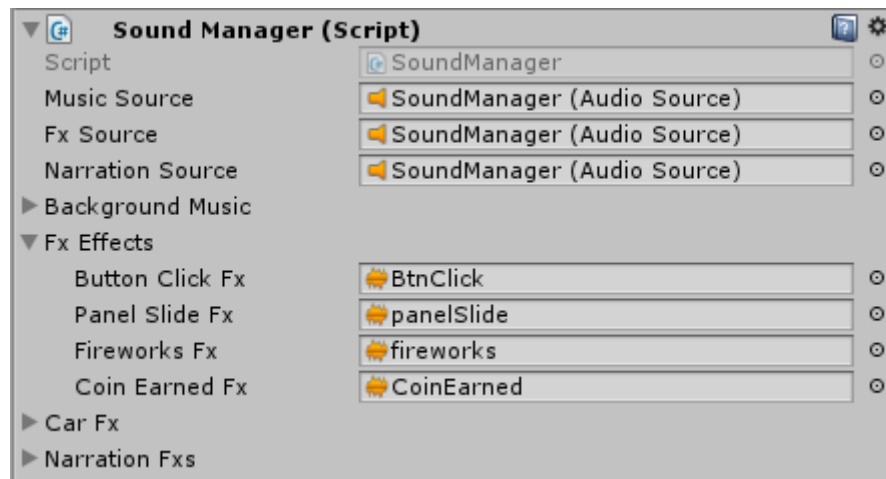 Sound Manager (Script)
Script SoundManager
Music Source SoundManager (Audio Source)
Fx Source SoundManager (Audio Source)
Narration Source SoundManager (Audio Source)
Background Music
Fx Effects
Button Click Fx BtnClick
Panel Slide Fx panelSlide
Fireworks Fx fireworks
Coin Earned Fx CoinEarned
Car Fx
Narration Fxs